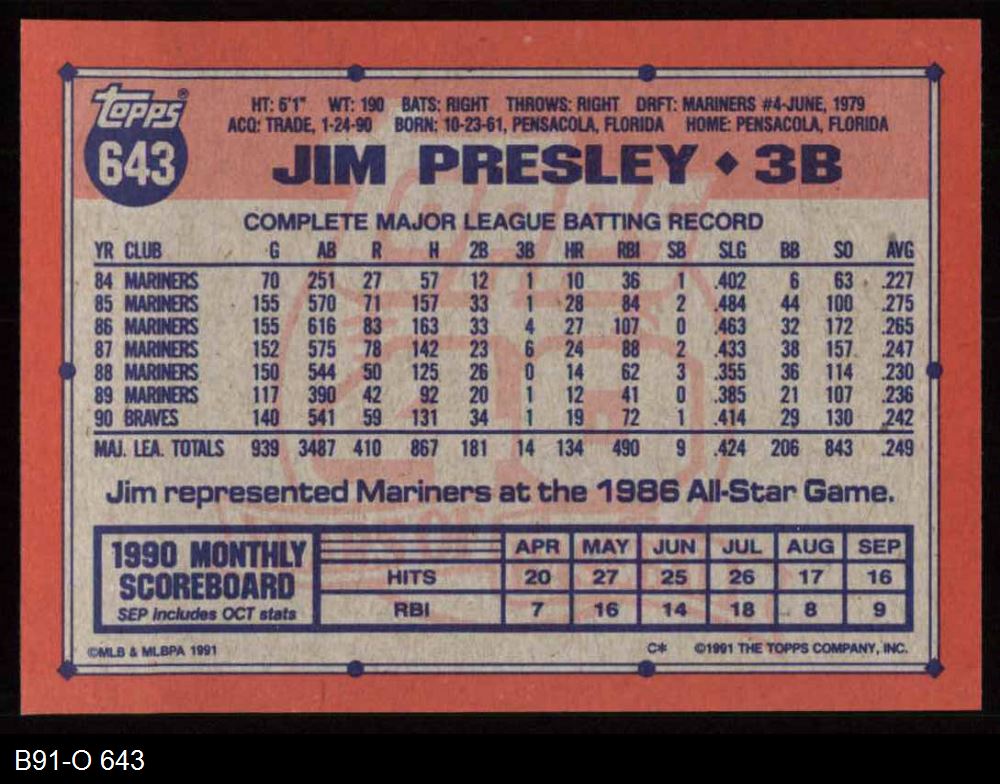 topps®
643
HT: 6'1" WT: 190 BATS: RIGHT THROWS: RIGHT DRFT: MARINERS #4-JUNE, 1979
ACQ: TRADE, 1-24-90 BORN: 10-23-61, PENSACOLA, FLORIDA HOME: PENSACOLA, FLORIDA
JIM PRESLEY ◆ 3B
COMPLETE MAJOR LEAGUE BATTING RECORD
YR CLUB G AB R H 2B 3B HR RBI SB SLG BB SO AVG
84 MARINERS 70 251 27 57 12 1 10 36 1 .402 6 63 .227
85 MARINERS 155 570 71 157 33 1 28 84 2 .484 44 100 .275
86 MARINERS 155 616 83 163 33 4 27 107 0 .463 32 172 .265
87 MARINERS 152 575 78 142 23 6 24 88 2 .433 38 157 .247
88 MARINERS 150 544 50 125 26 0 14 62 3 .355 36 114 .230
89 MARINERS 117 390 42 92 20 1 12 41 0 .385 21 107 .236
90 BRAVES 140 541 59 131 34 1 19 72 1 .414 29 130 .242
MAJ. LEA. TOTALS 939 3487 410 867 181 14 134 490 9 .424 206 843 .249
Jim represented Mariners at the 1986 All-Star Game.
1990 MONTHLY
SCOREBOARD
SEP includes OCT stats
APR MAY JUN JUL AUG SEP
HITS 20 27 25 26 17 16
RBI 7 16 14 18 8 9
©MLB & MLBPA 1991 C* ©1991 THE TOPPS COMPANY, INC.
B91-O 643